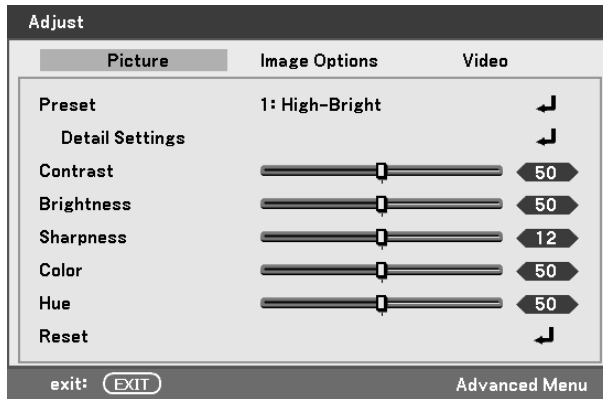 Adjust
Picture Image Options Video
Preset 1: High-Bright
Detail Settings
Contrast 50
Brightness 50
Sharpness 12
Color 50
Hue 50
Reset
exit: EXIT Advanced Menu